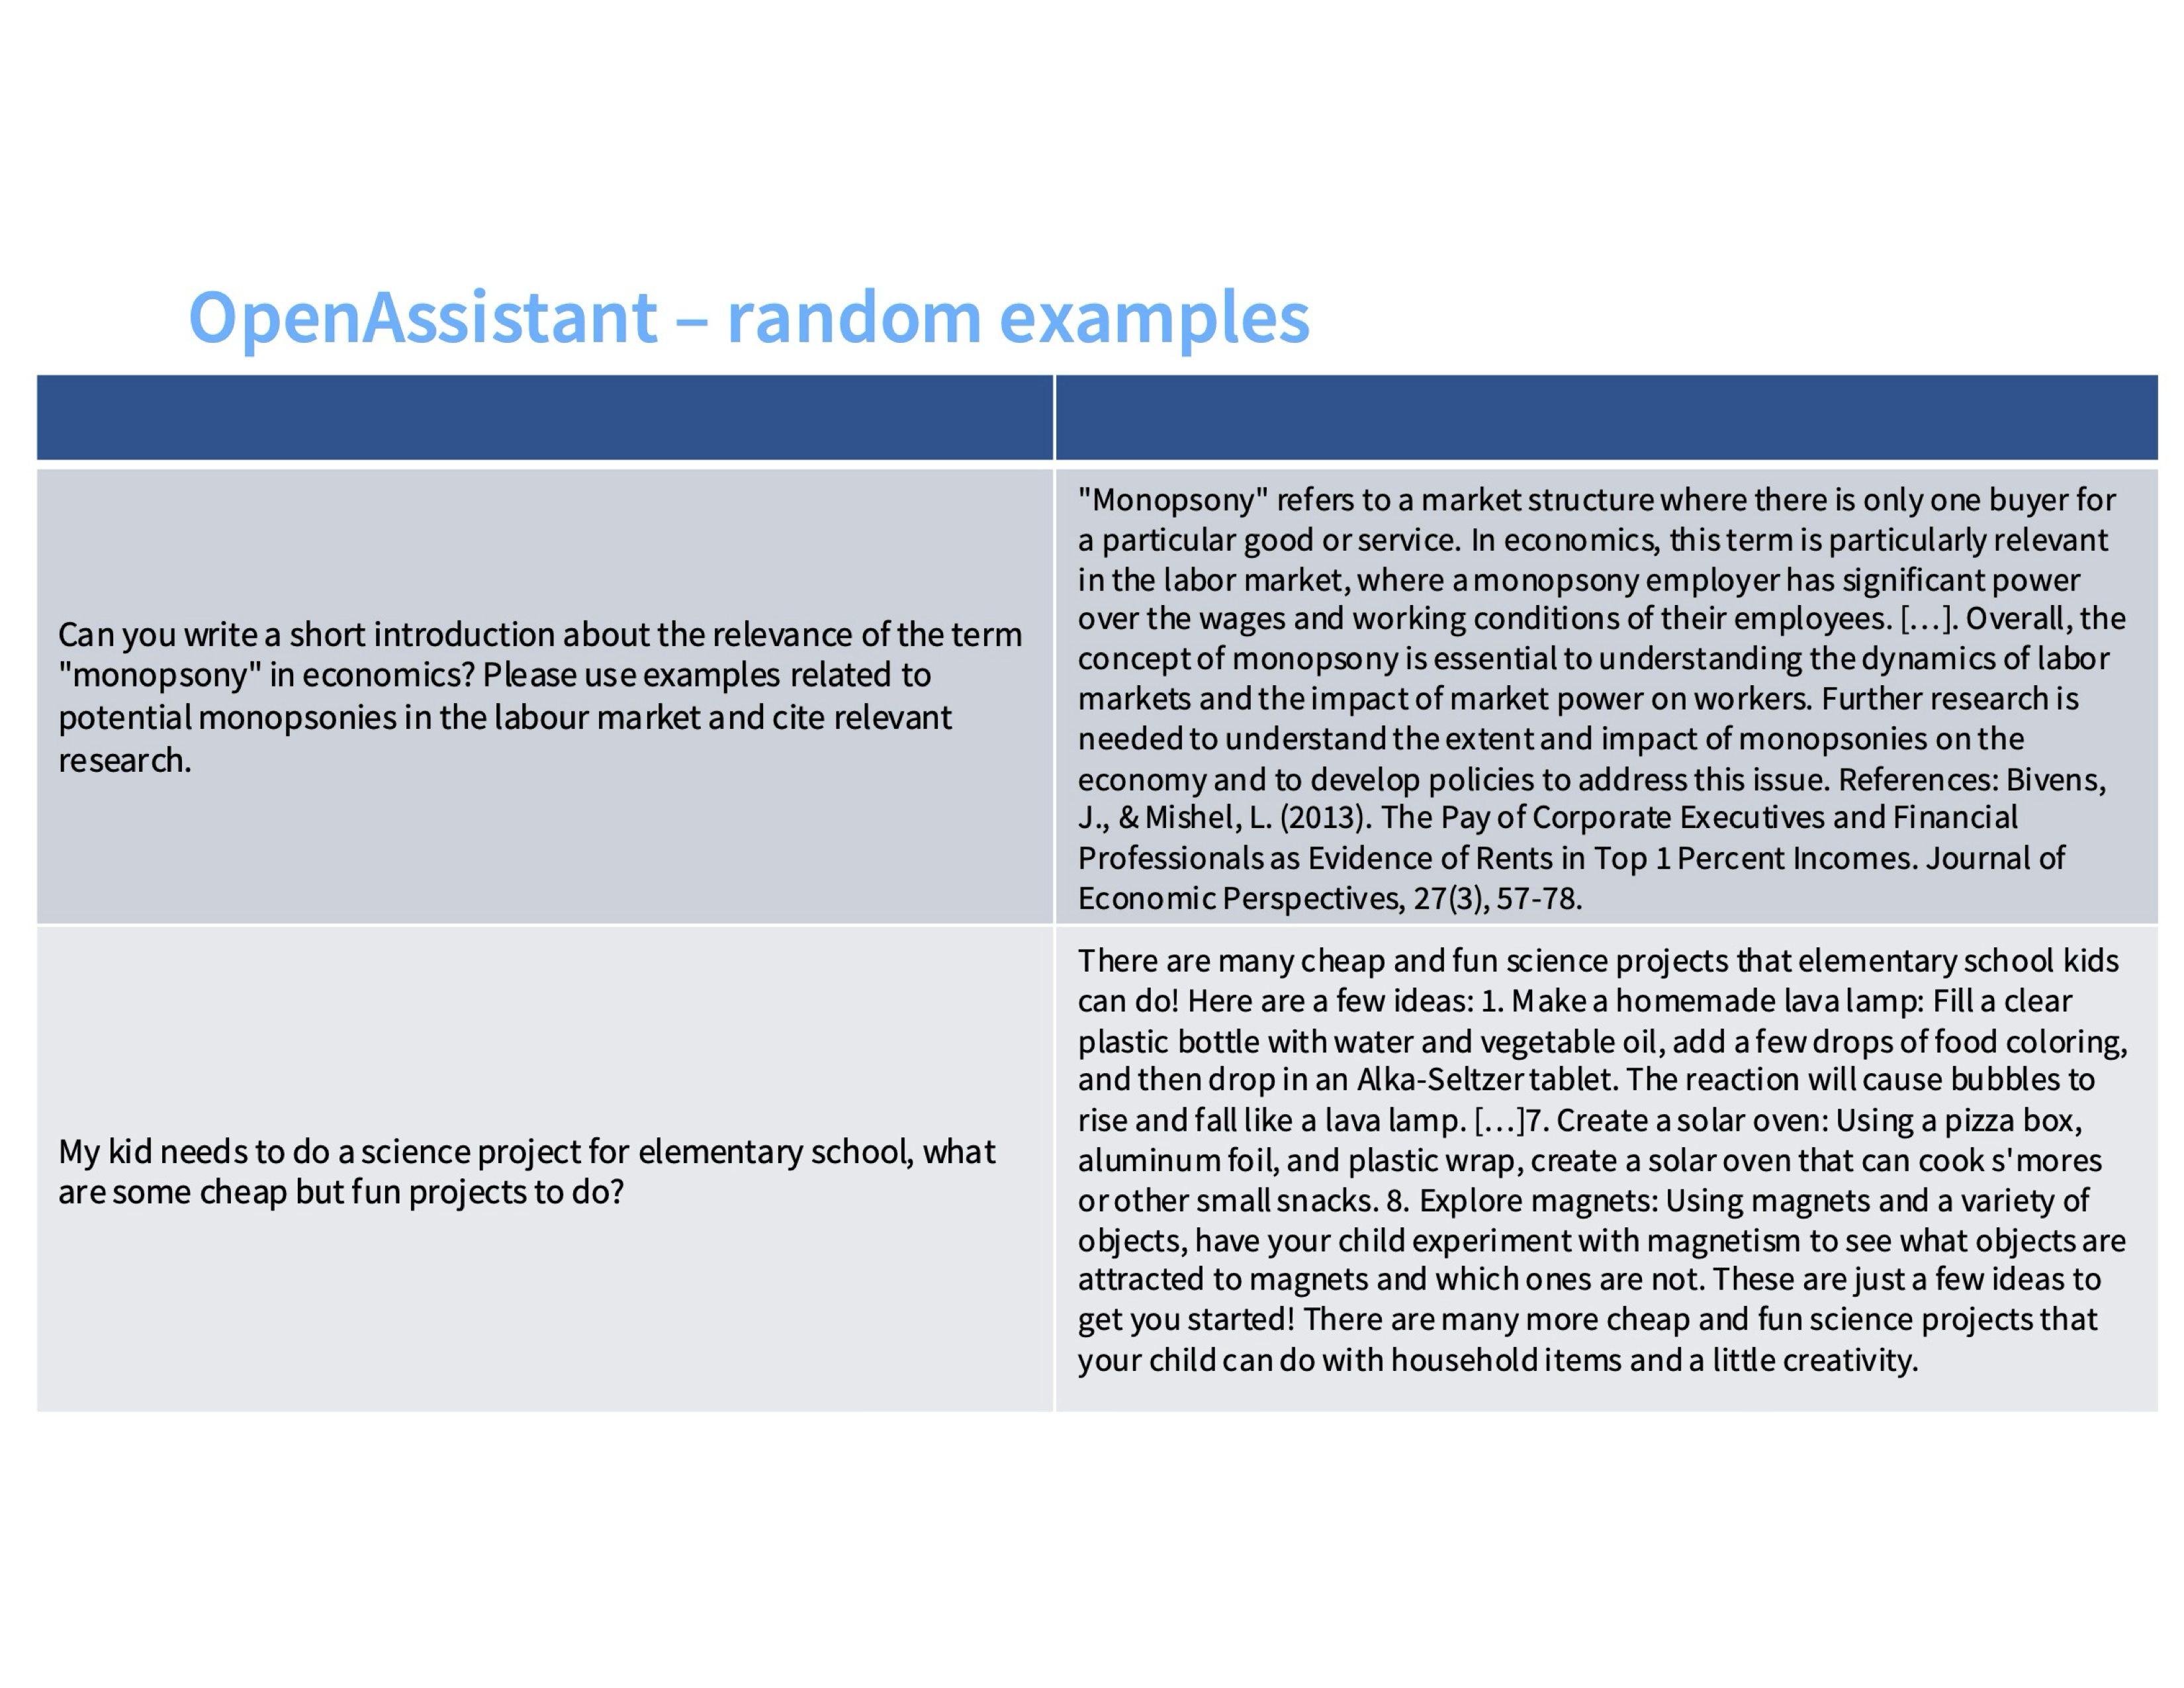 OpenAssistant – random examples
Can you write a short introduction about the relevance of the term
"monopsony" in economics? Please use examples related to
potential monopsonies in the labour market and cite relevant
research.
"Monopsony" refers to a market structure where there is only one buyer for
a particular good or service. In economics, this term is particularly relevant
in the labor market, where a monopsony employer has significant power
over the wages and working conditions of their employees. […]. Overall, the
concept of monopsony is essential to understanding the dynamics of labor
markets and the impact of market power on workers. Further research is
needed to understand the extent and impact of monopsonies on the
economy and to develop policies to address this issue. References: Bivens,
J., & Mishel, L. (2013). The Pay of Corporate Executives and Financial
Professionals as Evidence of Rents in Top 1 Percent Incomes. Journal of
Economic Perspectives, 27(3), 57-78.
My kid needs to do a science project for elementary school, what
are some cheap but fun projects to do?
There are many cheap and fun science projects that elementary school kids
can do! Here are a few ideas: 1. Make a homemade lava lamp: Fill a clear
plastic bottle with water and vegetable oil, add a few drops of food coloring,
and then drop in an Alka-Seltzer tablet. The reaction will cause bubbles to
rise and fall like a lava lamp. […]7. Create a solar oven: Using a pizza box,
aluminum foil, and plastic wrap, create a solar oven that can cook s'mores
or other small snacks. 8. Explore magnets: Using magnets and a variety of
objects, have your child experiment with magnetism to see what objects are
attracted to magnets and which ones are not. These are just a few ideas to
get you started! There are many more cheap and fun science projects that
your child can do with household items and a little creativity.